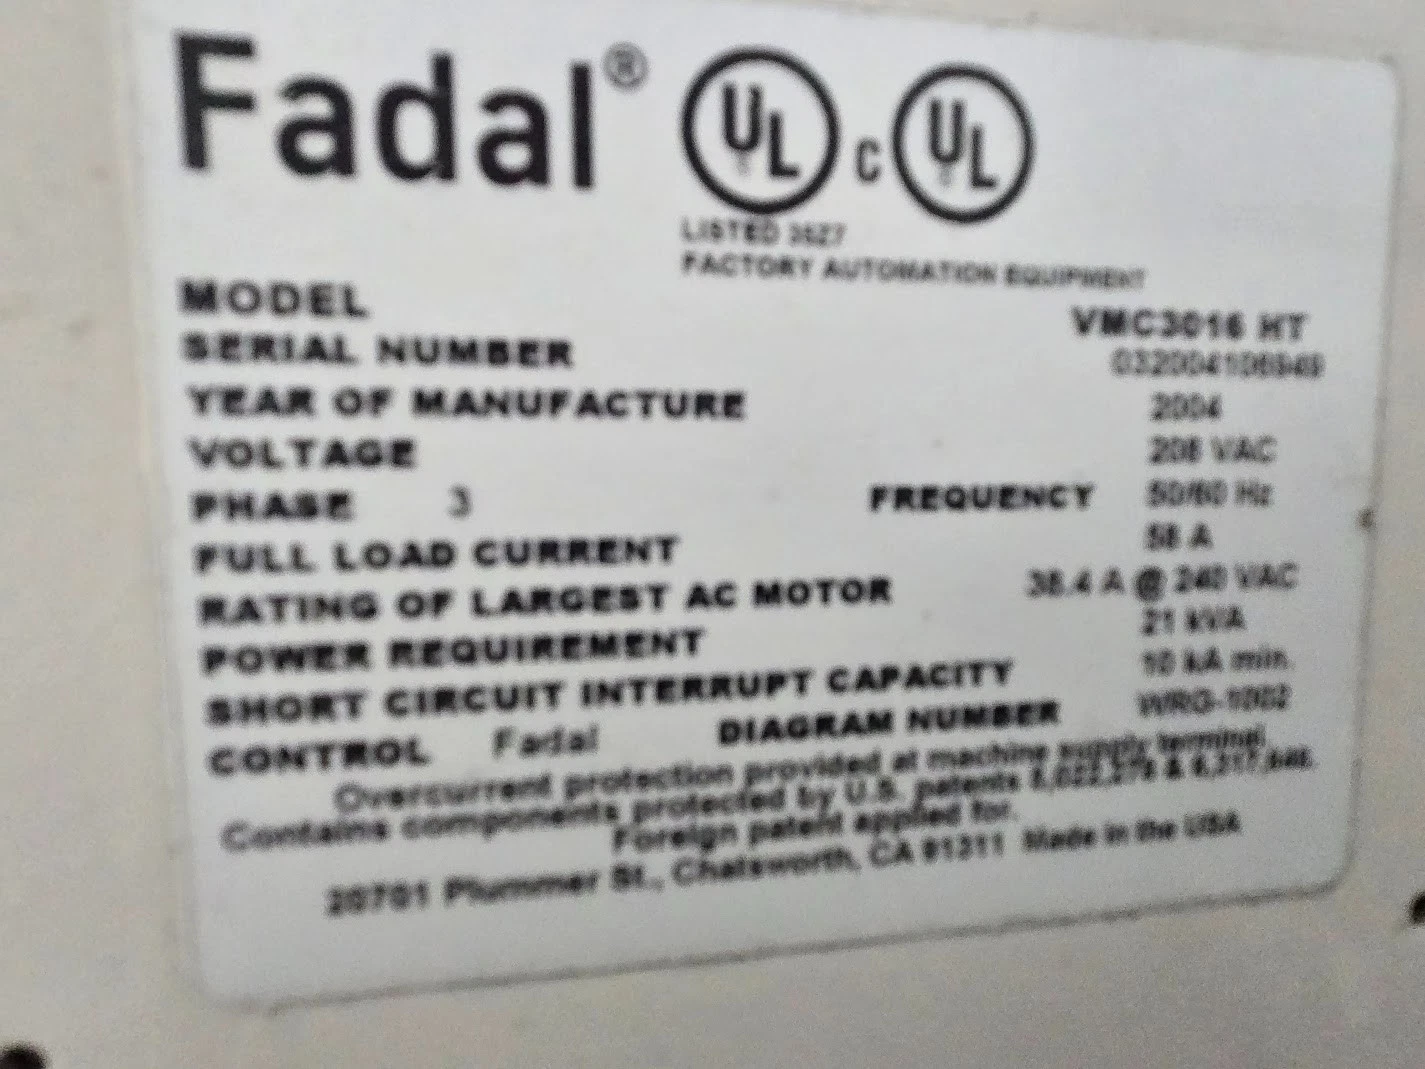 Fadal® UL c UL
LISTED 3527
FACTORY AUTOMATION EQUIPMENT
MODEL VMC3016 HT
SERIAL NUMBER 032004106949
YEAR OF MANUFACTURE 2004
VOLTAGE 208 VAC
PHASE 3 FREQUENCY 50/60 Hz
FULL LOAD CURRENT 58 A
RATING OF LARGEST AC MOTOR 38.4 A @ 240 VAC
POWER REQUIREMENT 21 kVA
SHORT CIRCUIT INTERRUPT CAPACITY 10 kA min.
CONTROL Fadal DIAGRAM NUMBER WRG-1002
Overcurrent protection provided at machine supply terminal.
Contains components protected by U.S. patents &
Foreign patent applied for.
20701 Plummer St., Chatsworth, CA 91311 Made in the USA